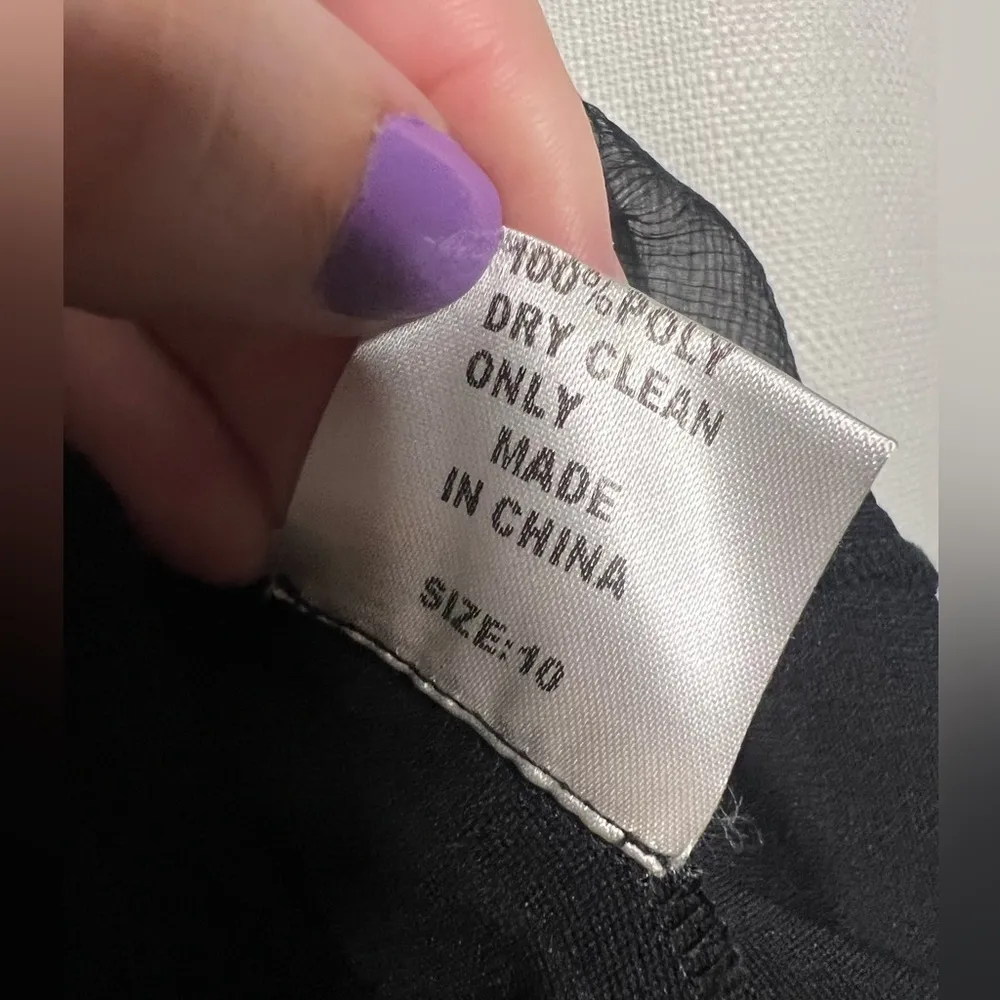 100% POLY
DRY CLEAN
ONLY
MADE
IN CHINA
SIZE:10